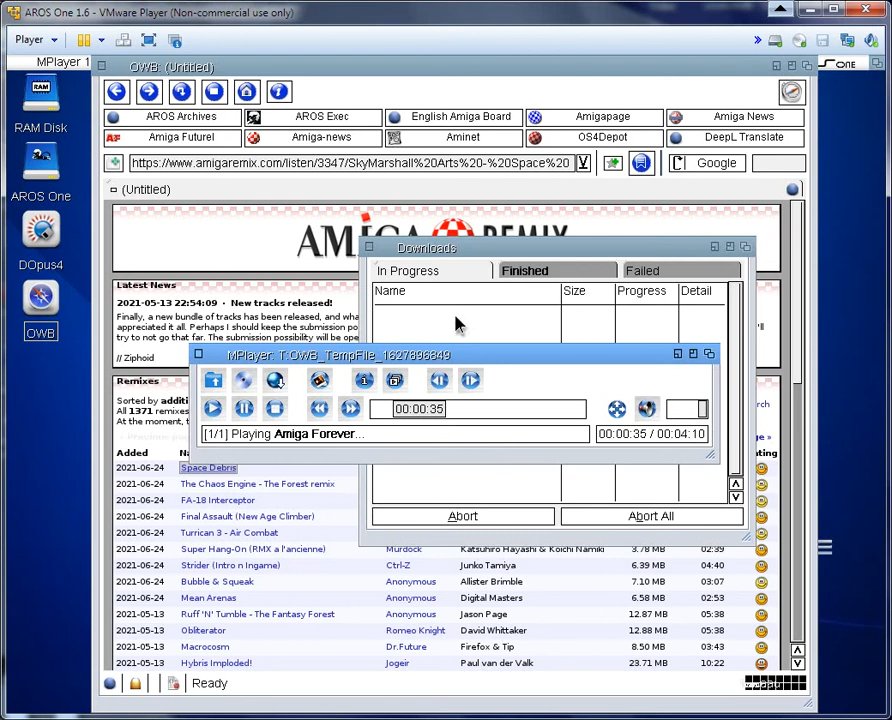 AROS One 1.6 - VMware Player (Non-commercial use only)
Player
MPlayer 1
OWB: (Untitled)
ONE
RAM
RAM Disk
AROS One
DOpus4
OWB
AROS Archives
AROS Exec
English Amiga Board
Amigapage
Amiga News
Amiga Future!
Amiga-news
Aminet
OS4Depot
DeepL Translate
https://www.amigaremix.com/listen/3347/SkyMarshall%20Arts%20-%20Space%20
Google
(Untitled)
Latest News
2021-05-13 22:54:09 · New tracks released!
Finally, a new bundle of tracks has been released, and wha
appreciated it all. Perhaps I should keep the submission po
try to not go that far. The submission possibility will be ope
// Ziphoid
Downloads
In Progress
Finished
Failed
Name
Size
Progress
Detail
MPlayer: T:OWB_TempFile_1627896849
00:00:35
[1/1] Playing Amiga Forever...
00:00:35 / 00:04:10
Abort
Abort All
Remixes
Sorted by additi
All 1371 remixes
At the moment, t
Added
2021-06-24 Space Debris
2021-06-24 The Chaos Engine - The Forest remix
2021-06-24 FA-18 Interceptor
2021-06-24 Final Assault (New Age Climber)
2021-06-24 Turrican 3 - Air Combat
2021-06-24 Super Hang-On (RMX a l'ancienne) Murdock Katsuhiro Hayashi & Koichi Namiki 3.78 MB 02:39
2021-06-24 Strider (Intro n Ingame) Ctrl-Z Junko Tamiya 6.39 MB 04:40
2021-06-24 Bubble & Squeak Anonymous Allister Brimble 7.10 MB 03:07
2021-06-24 Mean Arenas Anonymous Digital Masters 6.58 MB 02:53
2021-05-13 Ruff 'N' Tumble - The Fantasy Forest Anonymous Jason Page 12.87 MB 05:38
2021-05-13 Obliterator Romeo Knight David Whittaker 12.88 MB 05:38
2021-05-13 Macrocosm Dr.Future Firefox & Tip 8.50 MB 03:43
2021-05-13 Hybris Imploded! Jogeir Paul van der Valk 23.71 MB 10:22
Ready